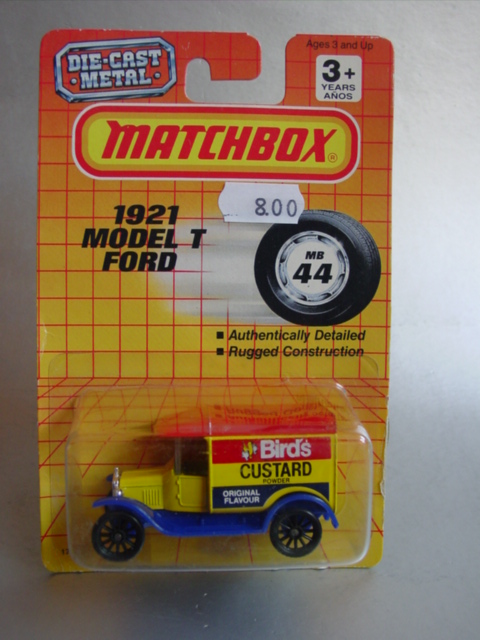 Ages 3 and Up
DIE-CAST
METAL
3+
YEARS
AÑOS
MATCHBOX®
8.00
1921
MODEL T
FORD
MB
44
Authentically Detailed
Rugged Construction
Bird's
CUSTARD
POWDER
ORIGINAL
FLAVOUR